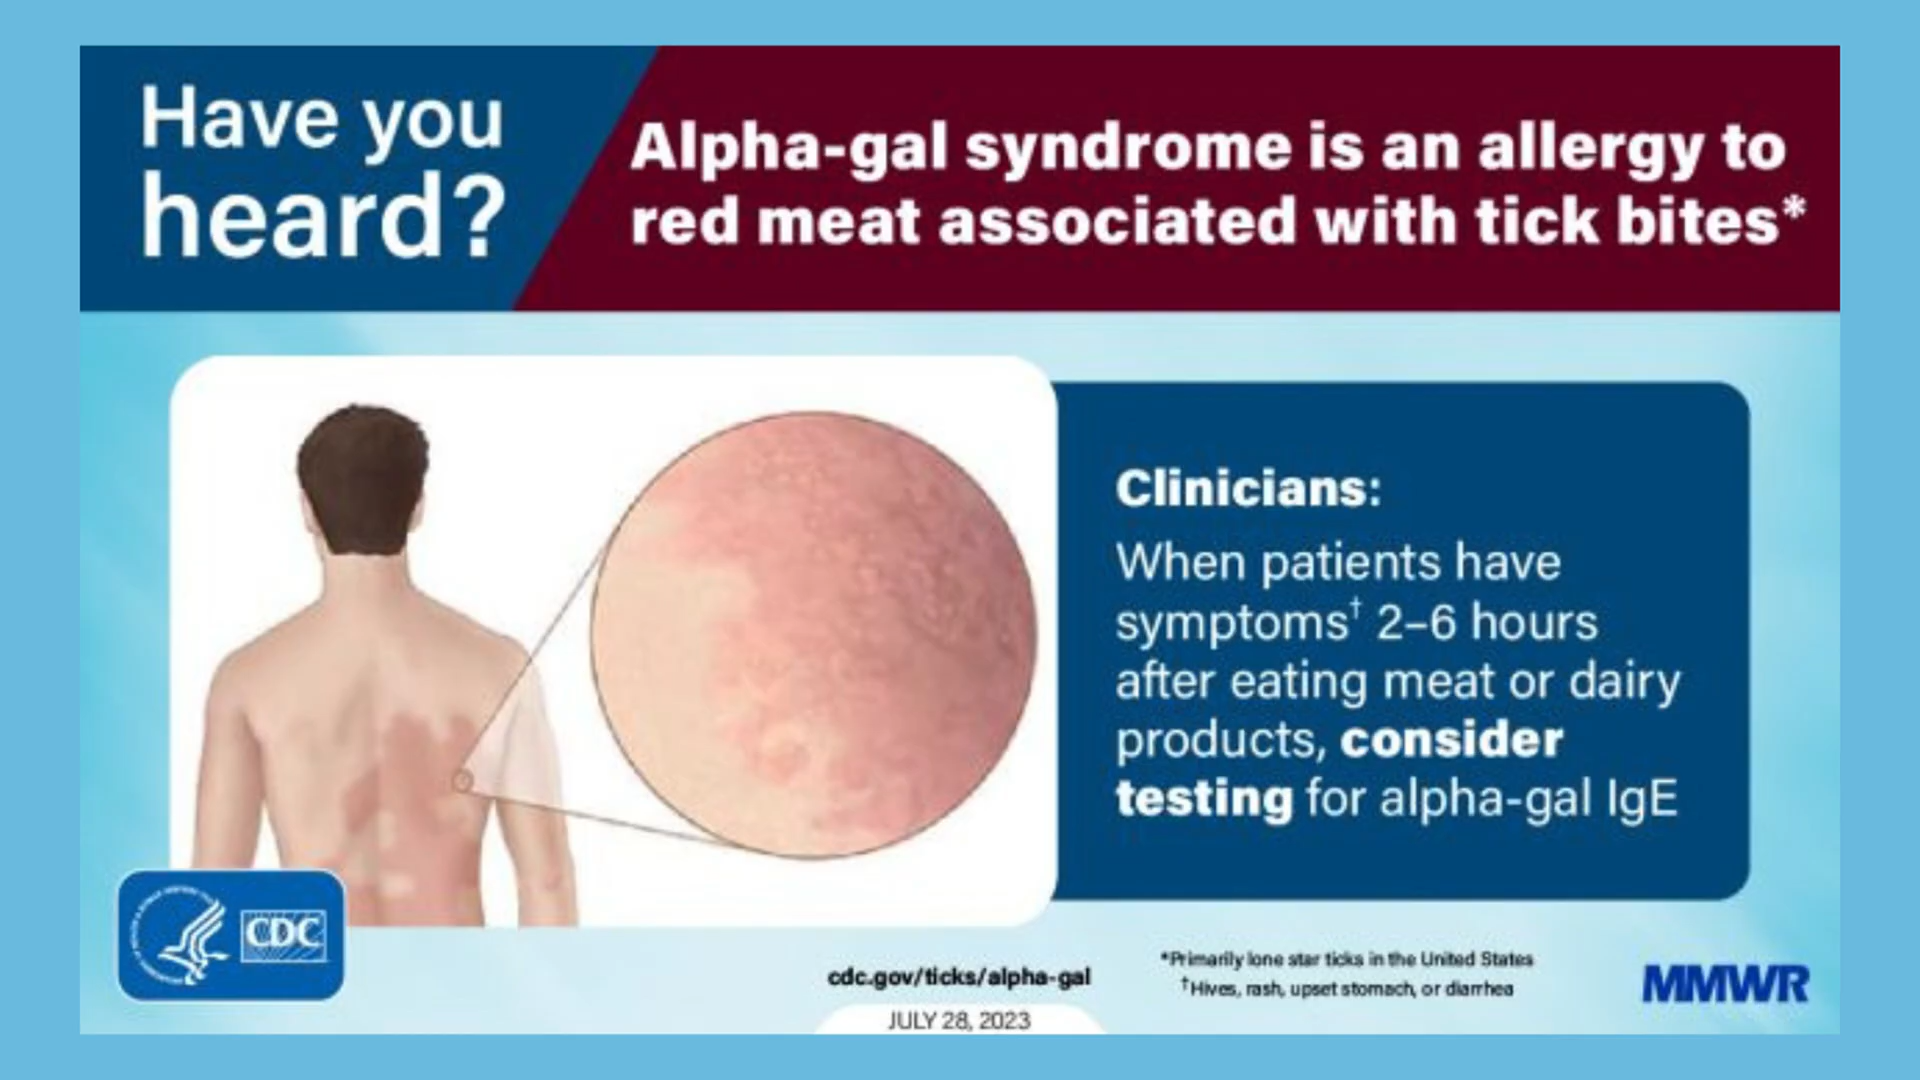 Have you
heard?
Alpha-gal syndrome is an allergy to
red meat associated with tick bites*
Clinicians:
When patients have
symptoms† 2–6 hours
after eating meat or dairy
products, consider
testing for alpha-gal IgE
CDC
cdc.gov/ticks/alpha-gal
JULY 28, 2023
*Primarily lone star ticks in the United States
†Hives, rash, upset stomach, or diarrhea
MMWR